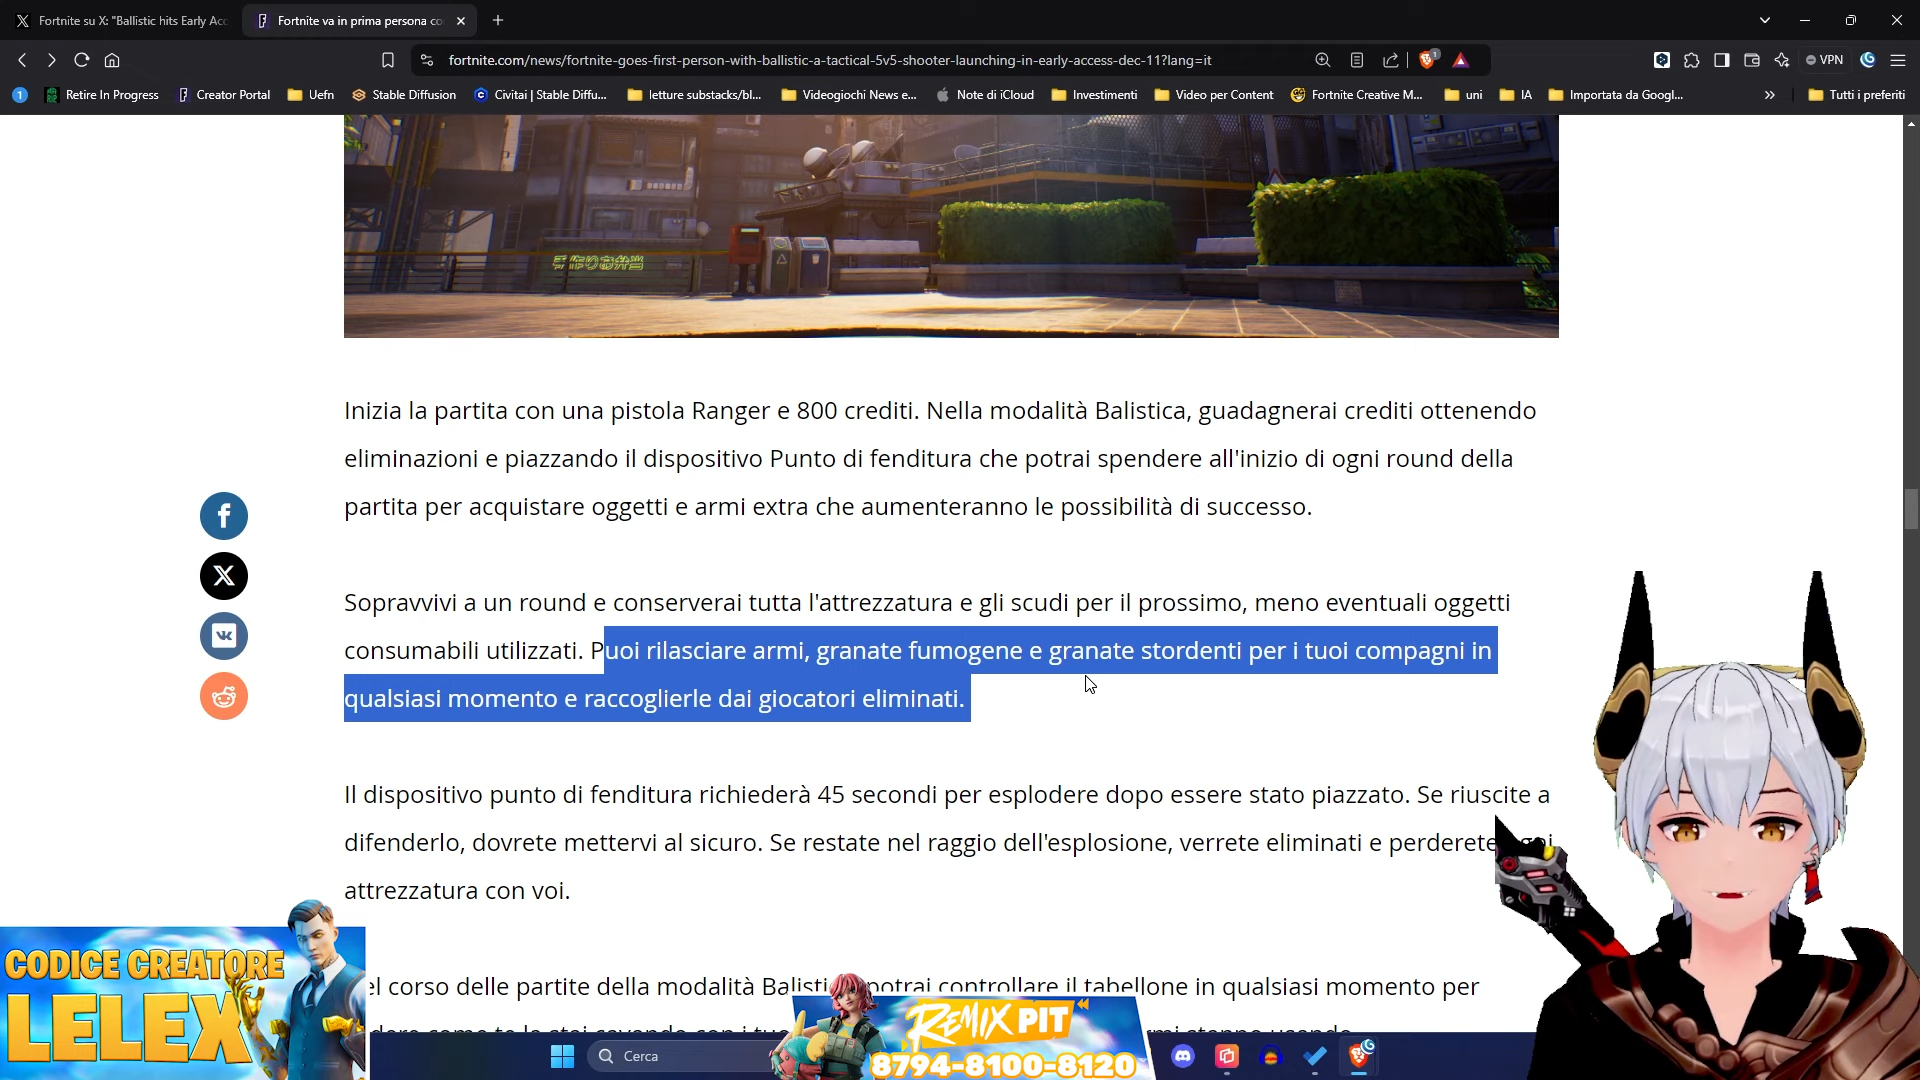 Fortnite su X: "Ballistic hits Early Acc
Fortnite va in prima persona co
fortnite.com/news/fortnite-goes-first-person-with-ballistic-a-tactical-5v5-shooter-launching-in-early-access-dec-11?lang=it
1
VPN
1
Retire In Progress
Creator Portal
Uefn
Stable Diffusion
Civitai | Stable Diffu...
letture substacks/bl...
Videogiochi News e...
Note di iCloud
Investimenti
Video per Content
Fortnite Creative M...
uni
IA
Importata da Googl...
»
Tutti i preferiti
Inizia la partita con una pistola Ranger e 800 crediti. Nella modalità Balistica, guadagnerai crediti ottenendo
eliminazioni e piazzando il dispositivo Punto di fenditura che potrai spendere all'inizio di ogni round della
partita per acquistare oggetti e armi extra che aumenteranno le possibilità di successo.
Sopravvivi a un round e conserverai tutta l'attrezzatura e gli scudi per il prossimo, meno eventuali oggetti
consumabili utilizzati. Puoi rilasciare armi, granate fumogene e granate stordenti per i tuoi compagni in
qualsiasi momento e raccoglierle dai giocatori eliminati.
Il dispositivo punto di fenditura richiederà 45 secondi per esplodere dopo essere stato piazzato. Se riuscite a
difenderlo, dovrete mettervi al sicuro. Se restate nel raggio dell'esplosione, verrete eliminati e perderete
attrezzatura con voi.
el corso delle partite della modalità Balistic potrai controllare il tabellone in qualsiasi momento per
CODICE CREATORE
LELEX
REMIX PIT
8794-8100-8120
Cerca